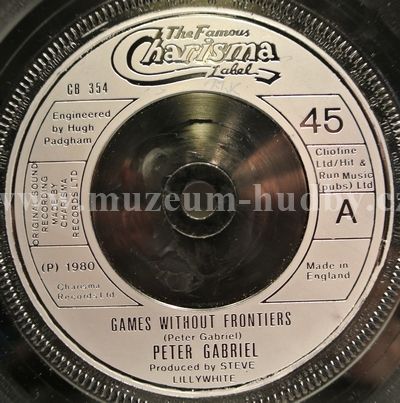 The Famous
Charisma
Label
CB 354
Engineered
by Hugh
Padgham
45
Chofine
Ltd/Hit &
Run Music
(pubs) Ltd
ORIGINAL SOUND
RECORDING
MADE BY
CHARISMA
RECORDS LTD
A
www.muzeum-hudby.cz
(P) 1980
Charisma
Records Ltd.
Made in
England
GAMES WITHOUT FRONTIERS
(Peter Gabriel)
PETER GABRIEL
Produced by STEVE
LILLYWHITE